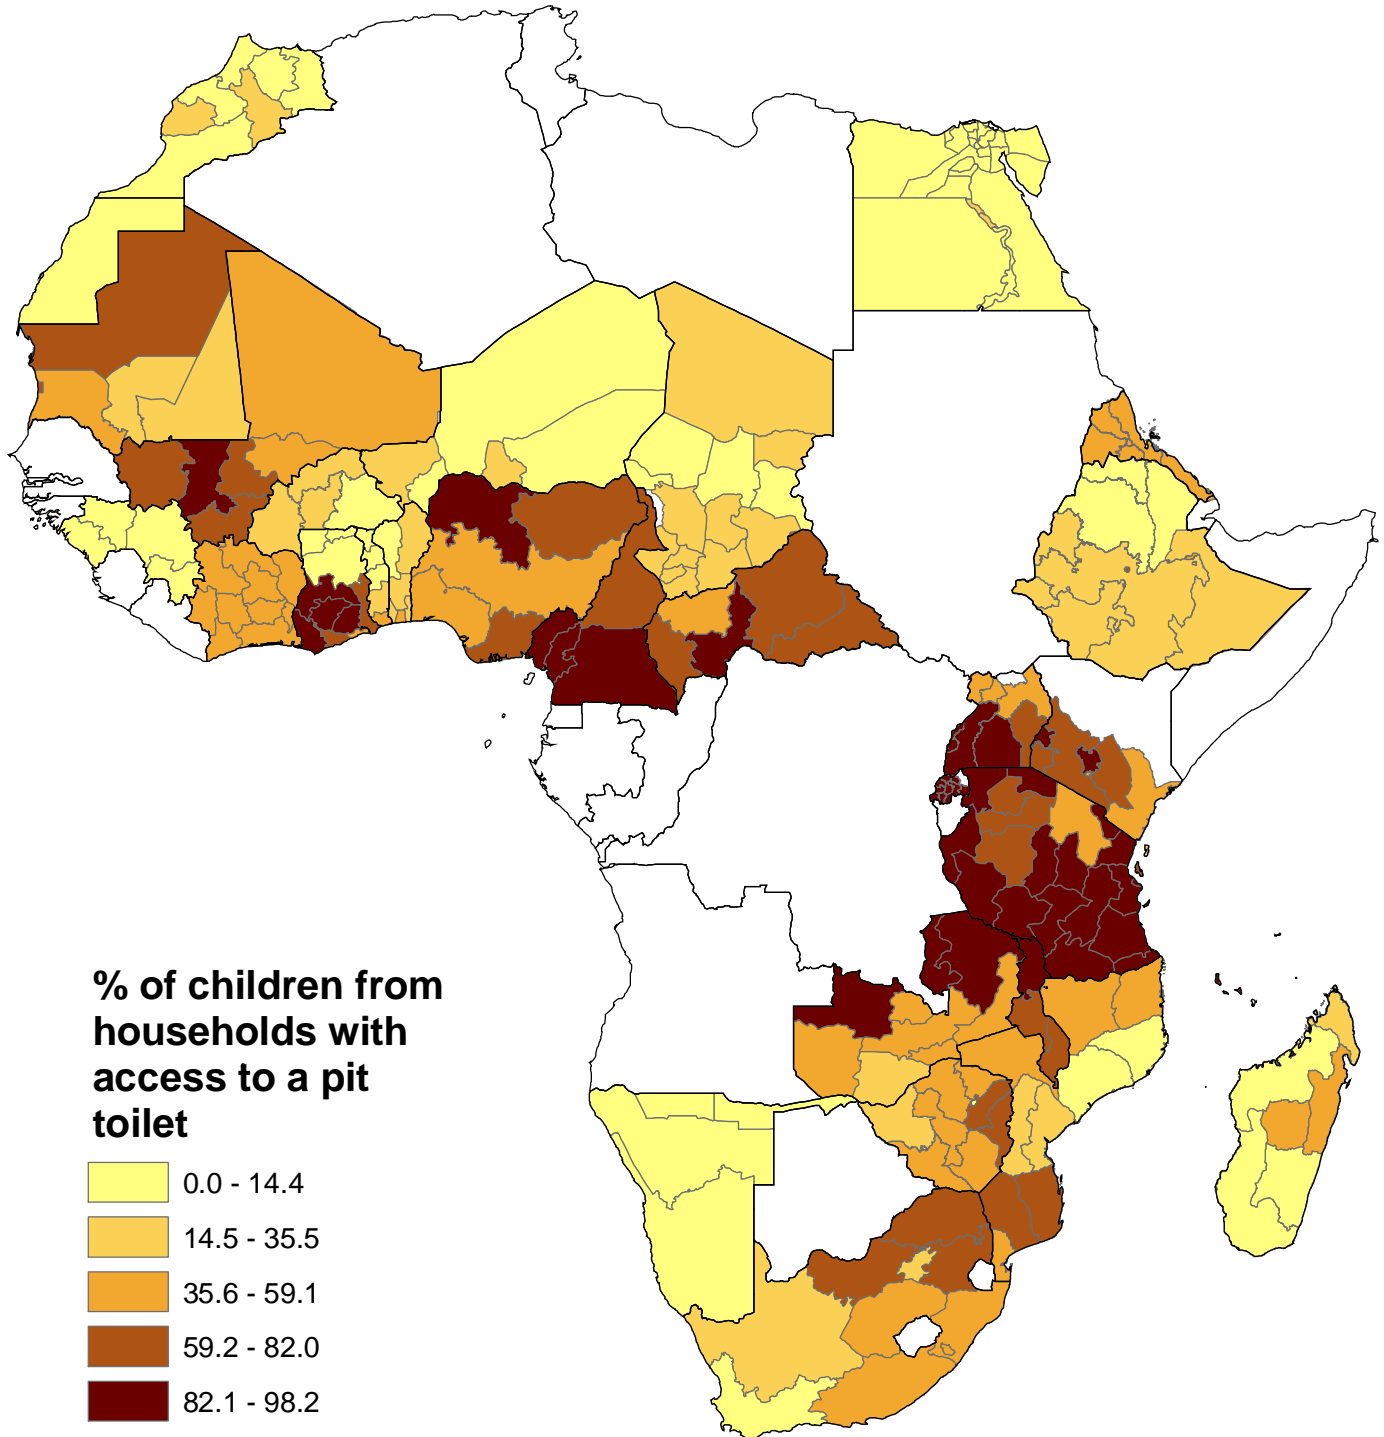 % of children from
households with
access to a pit
toilet
0.0 - 14.4
14.5 - 35.5
35.6 - 59.1
59.2 - 82.0
82.1 - 98.2